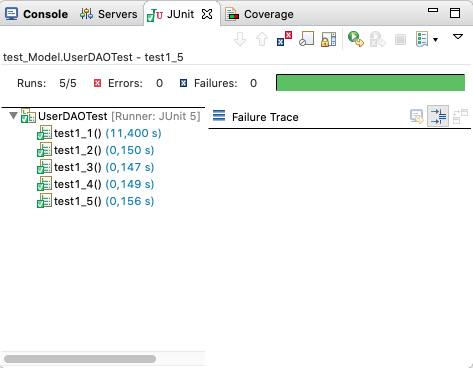 Console Servers JUnit Coverage
test_Model.UserDAOTest - test1_5
Runs: 5/5 Errors: 0 Failures: 0
UserDAOTest [Runner: JUnit 5]
test1_1() (11,400 s)
test1_2() (0,150 s)
test1_3() (0,147 s)
test1_4() (0,149 s)
test1_5() (0,156 s)
Failure Trace